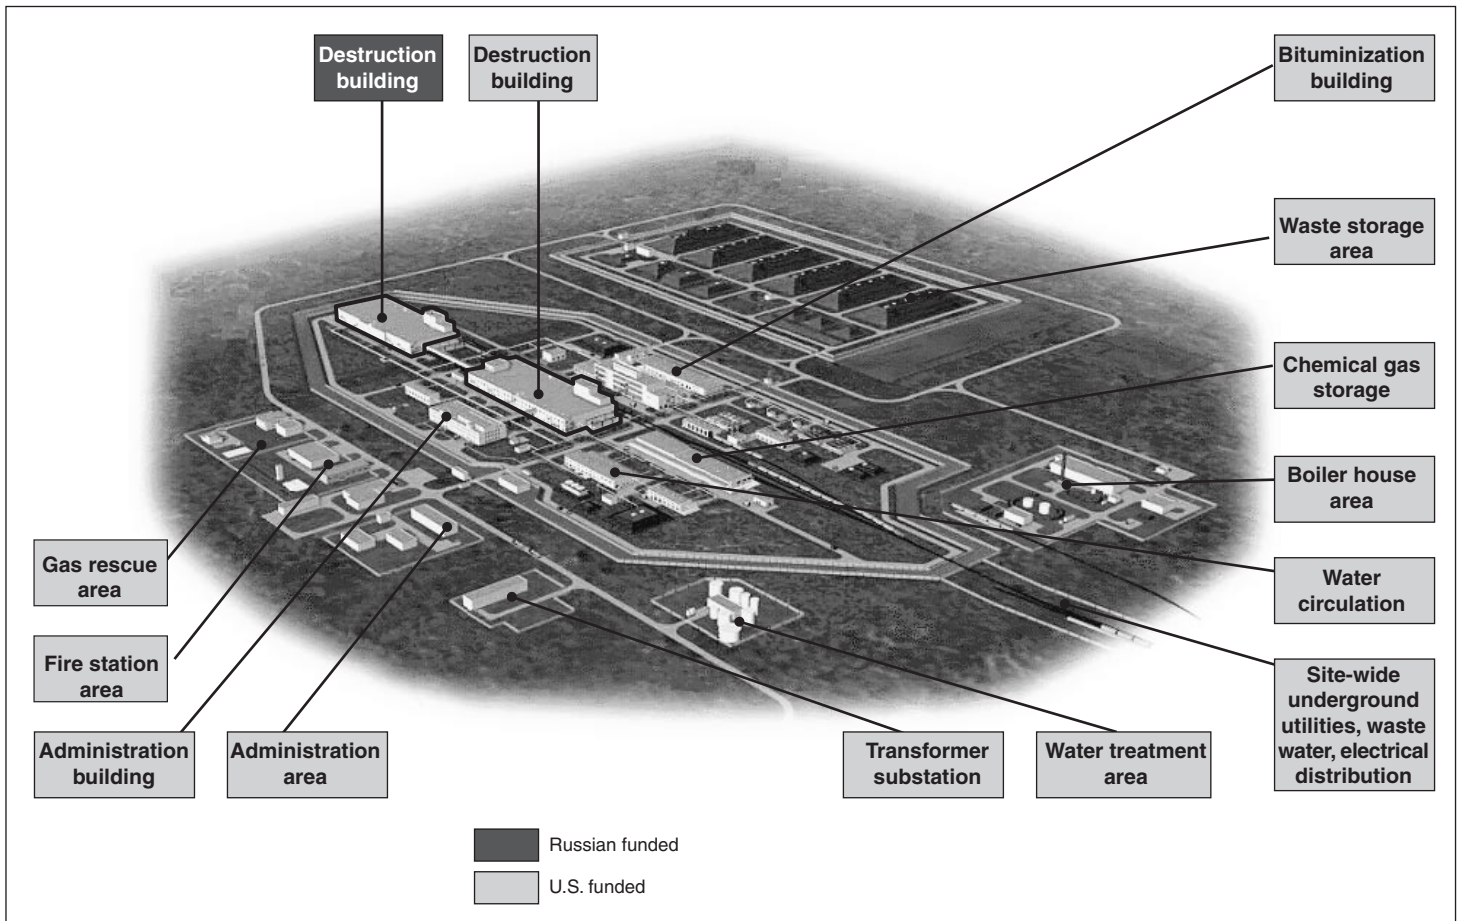 Destruction
building
Destruction
building
Bituminization
building
Waste storage
area
Chemical gas
storage
Boiler house
area
Gas rescue
area
Water
circulation
Fire station
area
Site-wide
underground
utilities, waste
water, electrical
distribution
Administration
building
Administration
area
Transformer
substation
Water treatment
area
Russian funded
U.S. funded